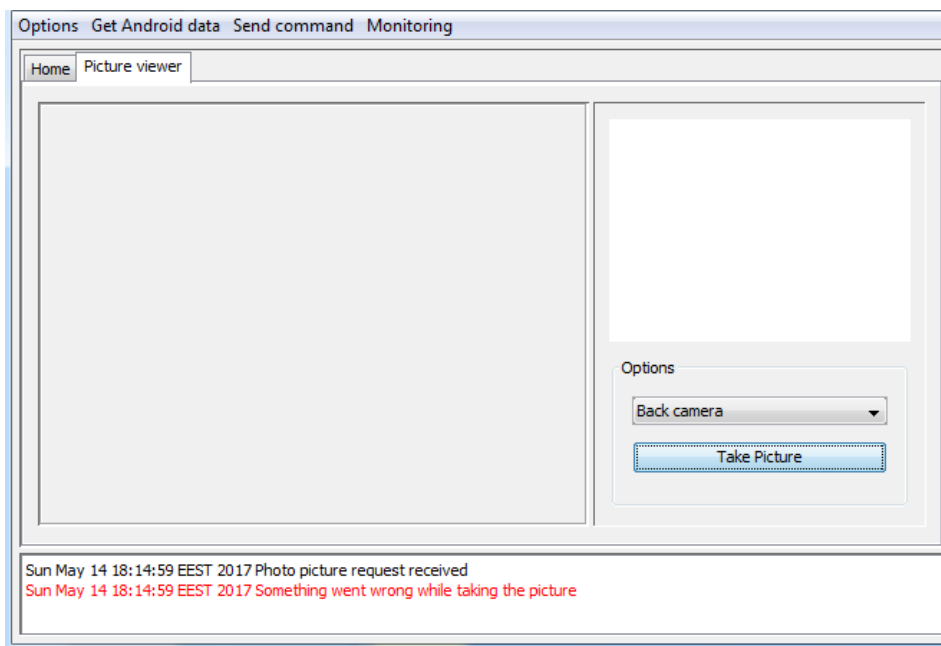 Options Get Android data Send command Monitoring
Home Picture viewer
Options
Back camera
Take Picture
Sun May 14 18:14:59 EEST 2017 Photo picture request received
Sun May 14 18:14:59 EEST 2017 Something went wrong while taking the picture